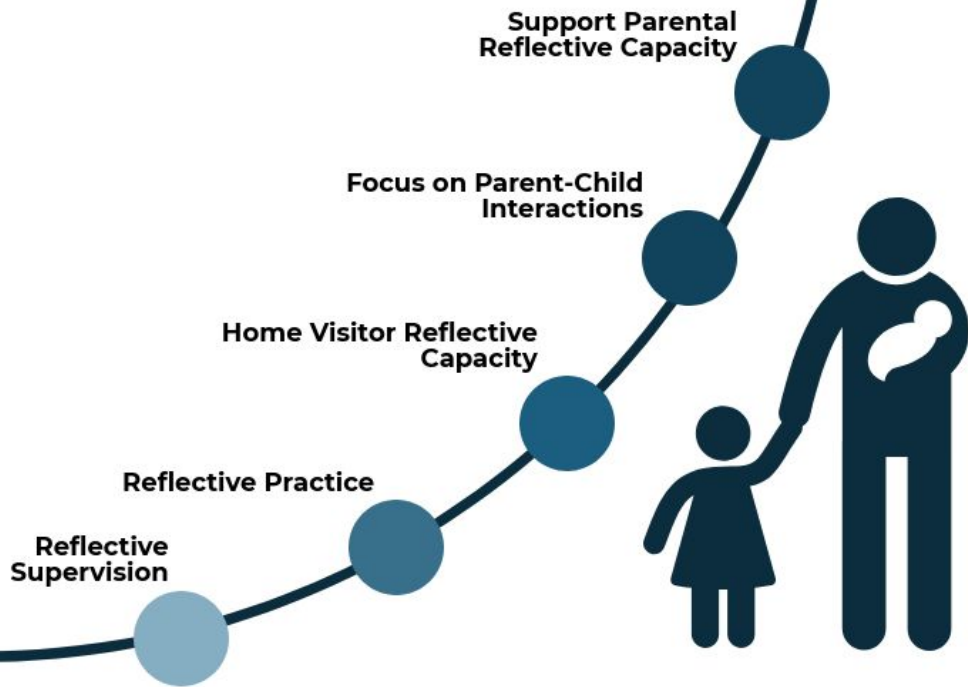 Support Parental
Reflective Capacity
Focus on Parent-Child
Interactions
Home Visitor Reflective
Capacity
Reflective Practice
Reflective
Supervision